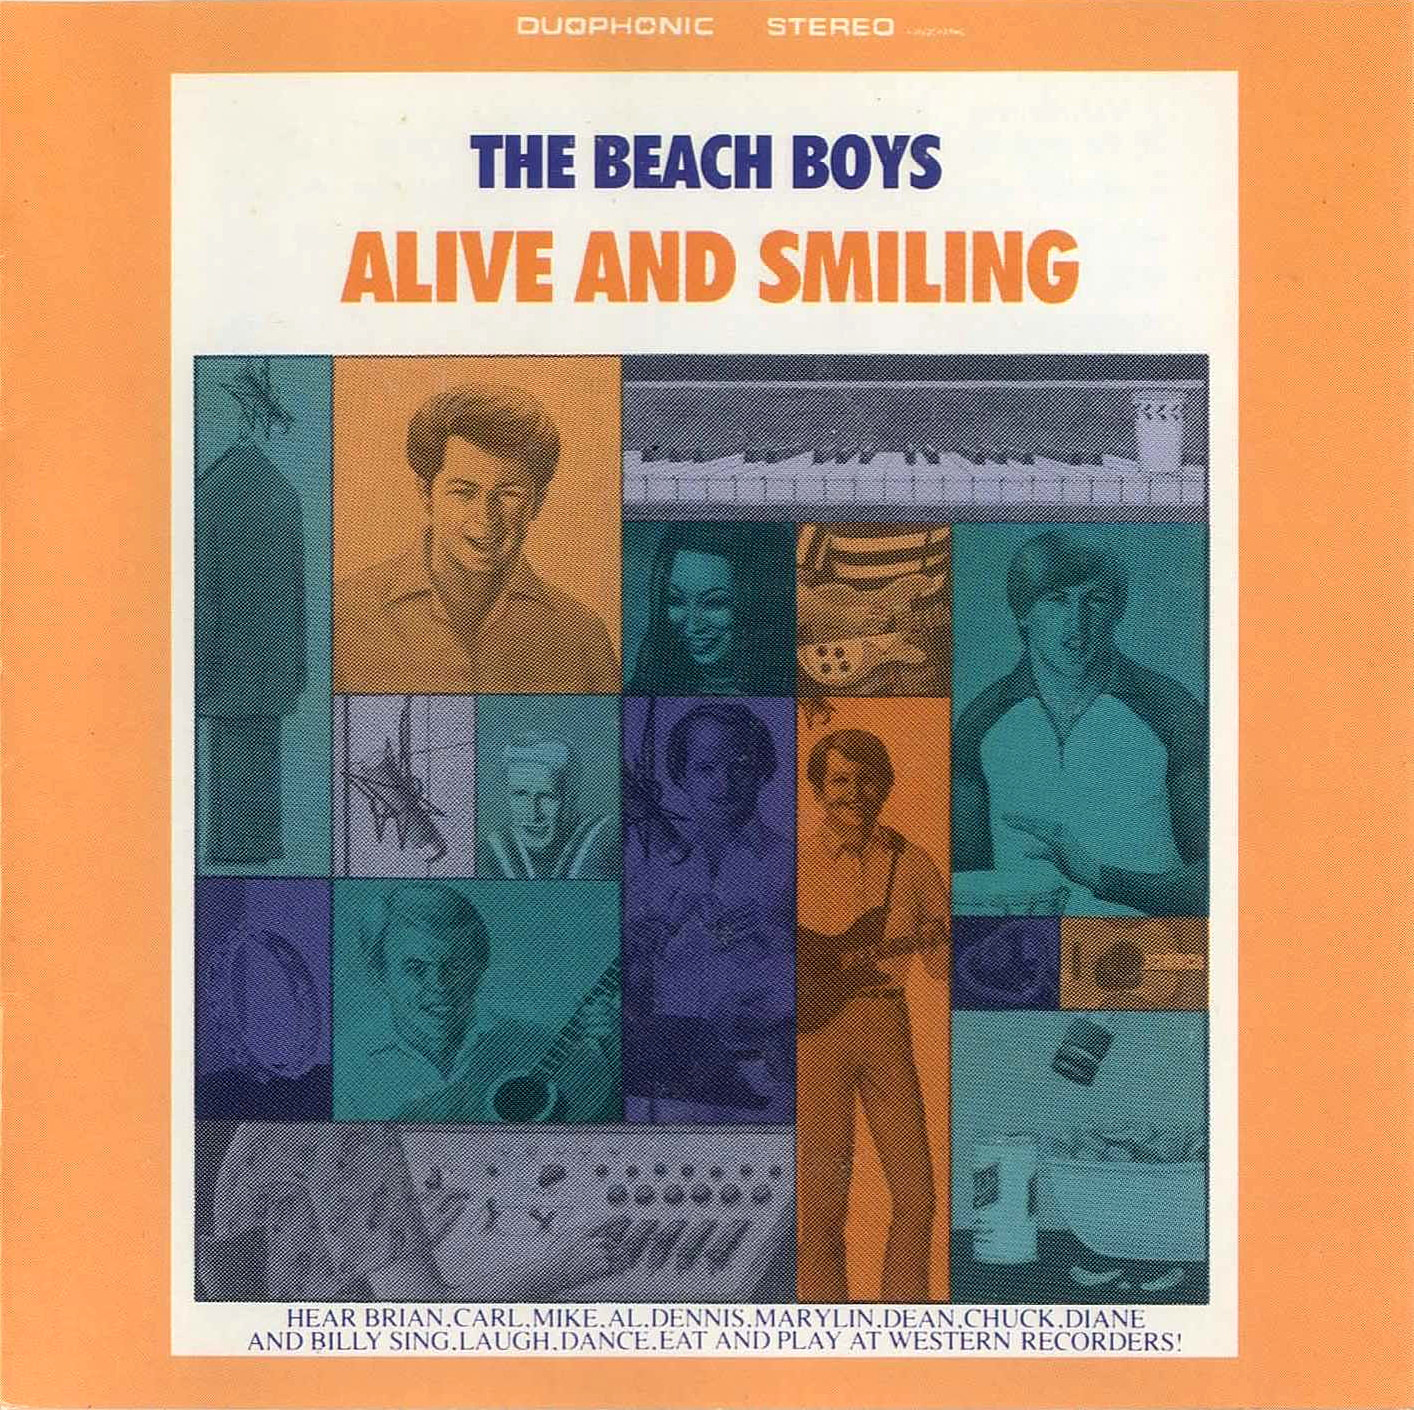 DUOPHONIC STEREO
THE BEACH BOYS
ALIVE AND SMILING
HEAR BRIAN.CARL.MIKE.AL.DENNIS.MARYLIN.DEAN.CHUCK.DIANE
AND BILLY SING.LAUGH.DANCE.EAT AND PLAY AT WESTERN RECORDERS!